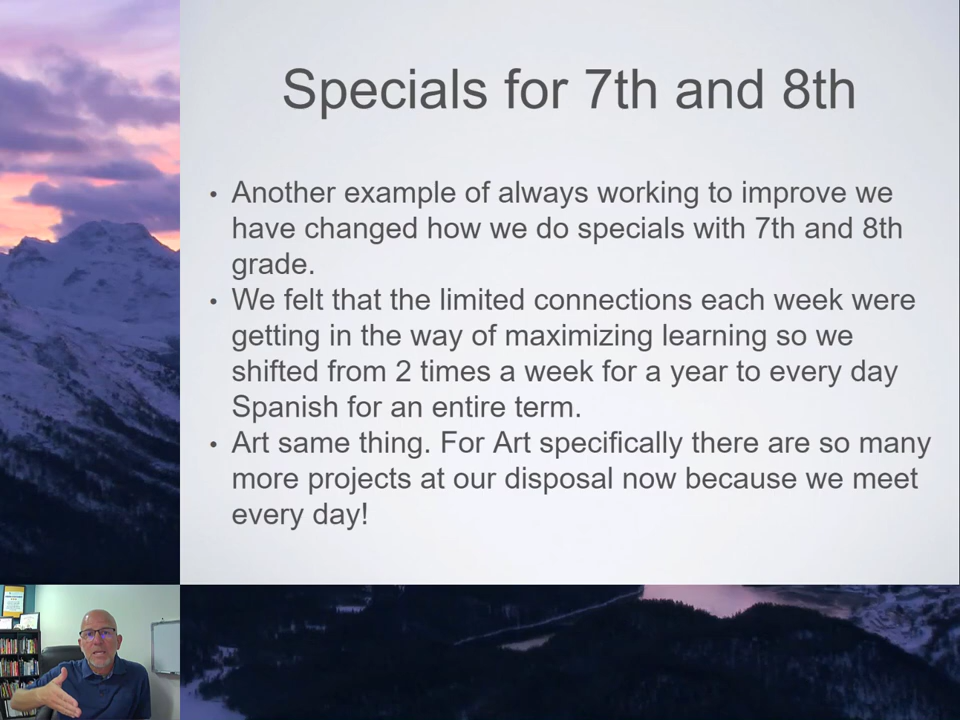 Specials for 7th and 8th
• Another example of always working to improve we
have changed how we do specials with 7th and 8th
grade.
• We felt that the limited connections each week were
getting in the way of maximizing learning so we
shifted from 2 times a week for a year to every day
Spanish for an entire term.
• Art same thing. For Art specifically there are so many
more projects at our disposal now because we meet
every day!